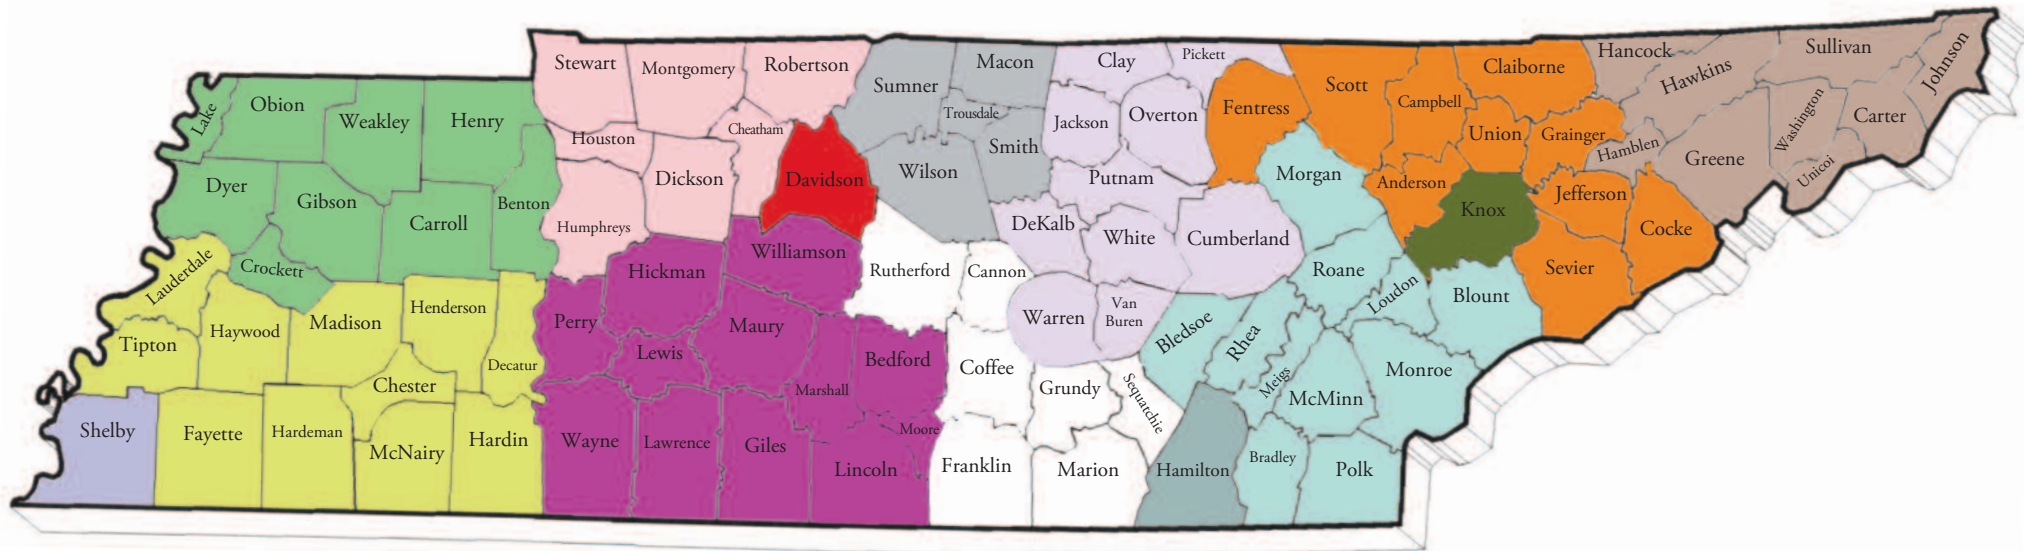 Lake
Obion
Weakley
Henry
Dyer
Gibson
Carroll
Benton
Crockett
Lauderdale
Tipton
Haywood
Madison
Henderson
Decatur
Chester
Shelby
Fayette
Hardeman
McNairy
Hardin
Stewart
Montgomery
Robertson
Houston
Cheatham
Dickson
Humphreys
Davidson
Williamson
Hickman
Perry
Lewis
Maury
Marshall
Bedford
Moore
Wayne
Lawrence
Giles
Lincoln
Sumner
Macon
Trousdale
Smith
Wilson
Rutherford
Cannon
Coffee
Grundy
Sequatchie
Franklin
Marion
Clay
Pickett
Jackson
Overton
Putnam
DeKalb
White
Cumberland
Warren
Van
Buren
Fentress
Scott
Campbell
Claiborne
Union
Grainger
Anderson
Jefferson
Knox
Cocke
Sevier
Morgan
Roane
Loudon
Blount
Bledsoe
Rhea
Meigs
McMinn
Monroe
Hamilton
Bradley
Polk
Hancock
Hawkins
Sullivan
Johnson
Hamblen
Greene
Washington
Carter
Unicoi